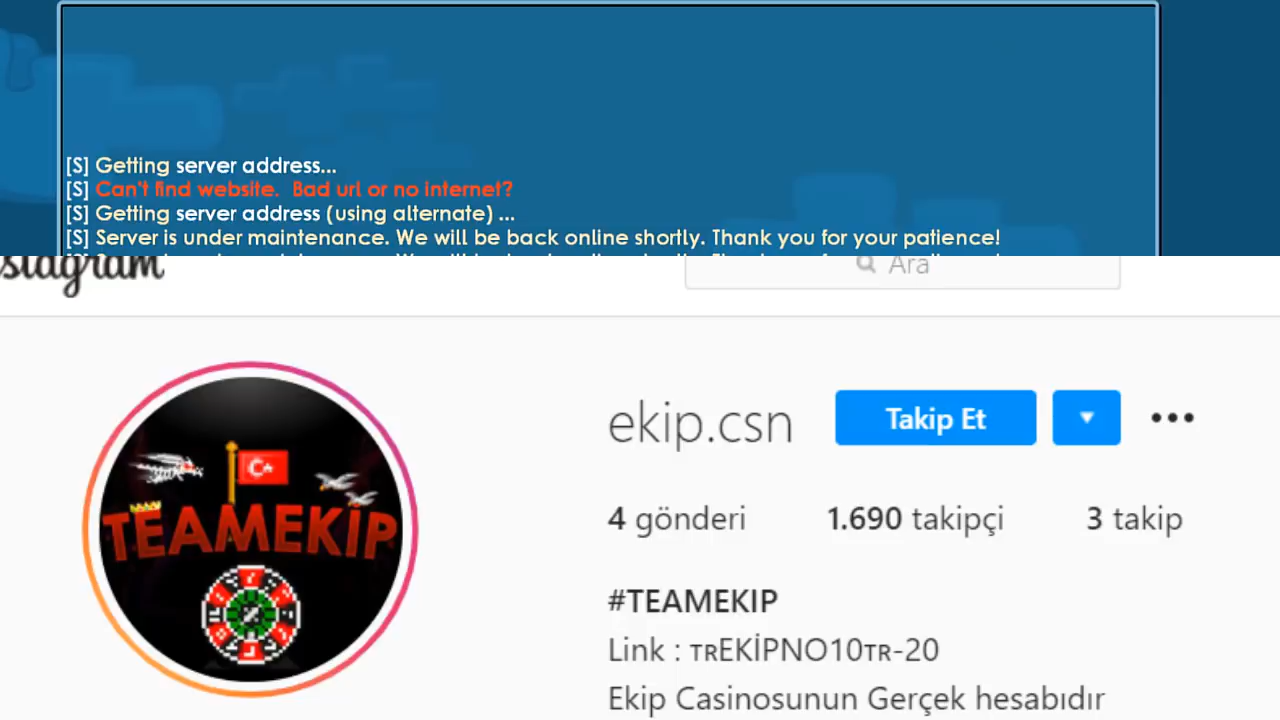 [S] Getting server address...
[S] Can't find website.  Bad url or no internet?
[S] Getting server address (using alternate) ...
[S] Server is under maintenance. We will be back online shortly. Thank you for your patience!
stagram
Ara
ekip.csn
Takip Et
4 gönderi 1.690 takipçi 3 takip
TEAMEKİP
#TEAMEKIP
Link : ᴛʀEKİPNO10ᴛʀ-20
Ekip Casinosunun Gerçek hesabıdır